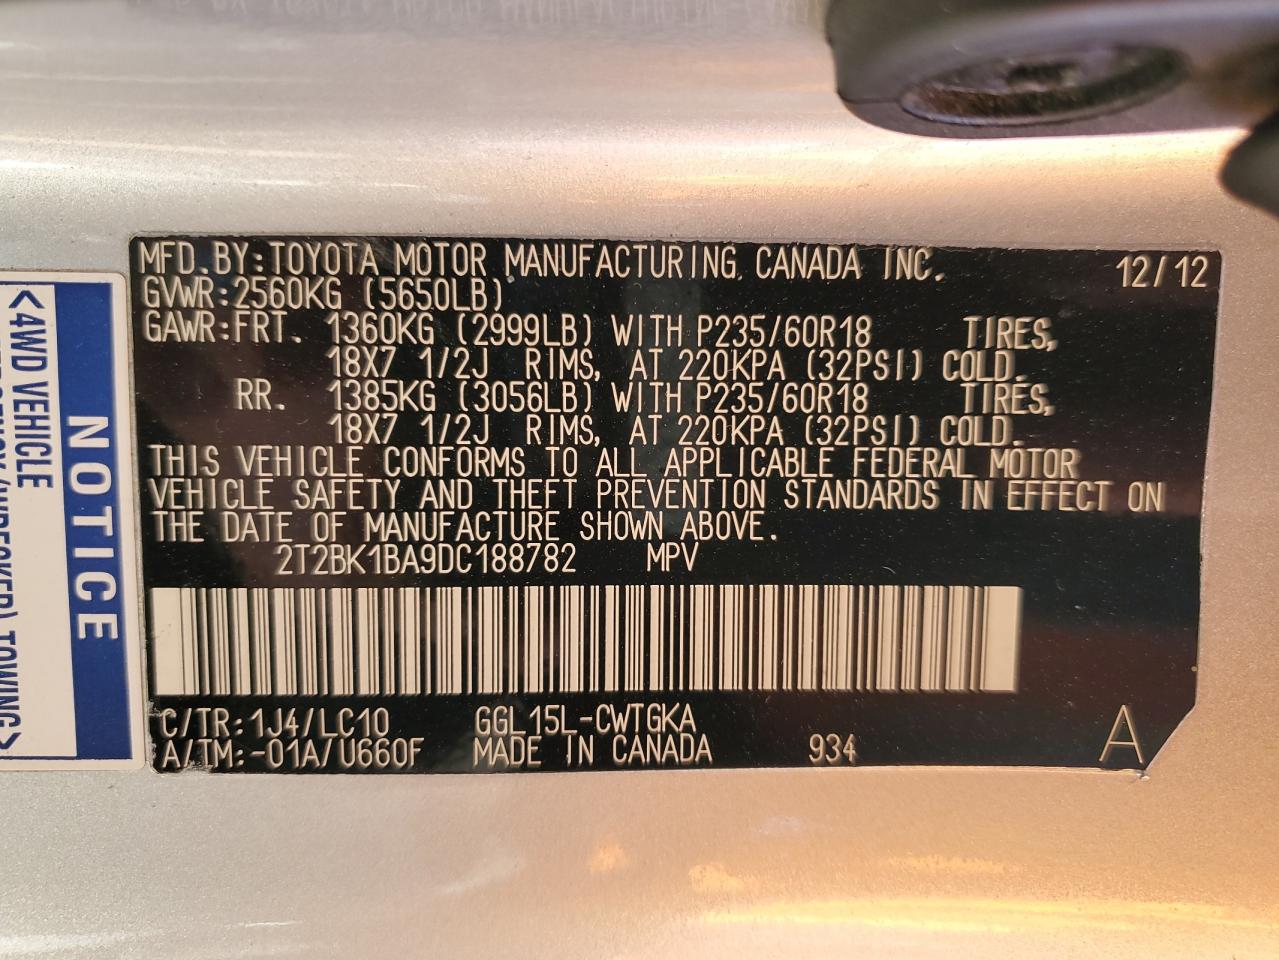 MFD.BY:TOYOTA MOTOR MANUFACTURING CANADA INC. 12/12
GVWR:2560KG (5650LB)
GAWR:FRT. 1360KG (2999LB) WITH P235/60R18 TIRES,
18X7 1/2J RIMS, AT 220KPA (32PSI) COLD.
RR. 1385KG (3056LB) WITH P235/60R18 TIRES,
18X7 1/2J RIMS, AT 220KPA (32PSI) COLD.
THIS VEHICLE CONFORMS TO ALL APPLICABLE FEDERAL MOTOR
VEHICLE SAFETY AND THEFT PREVENTION STANDARDS IN EFFECT ON
THE DATE OF MANUFACTURE SHOWN ABOVE.
2T2BK1BA9DC188782 MPV
C/TR:1J4/LC10 GGL15L-CWTGKA
A/TM:-01A/U660F MADE IN CANADA 934 A
NOTICE
<4WD VEHICLE
TOWING>